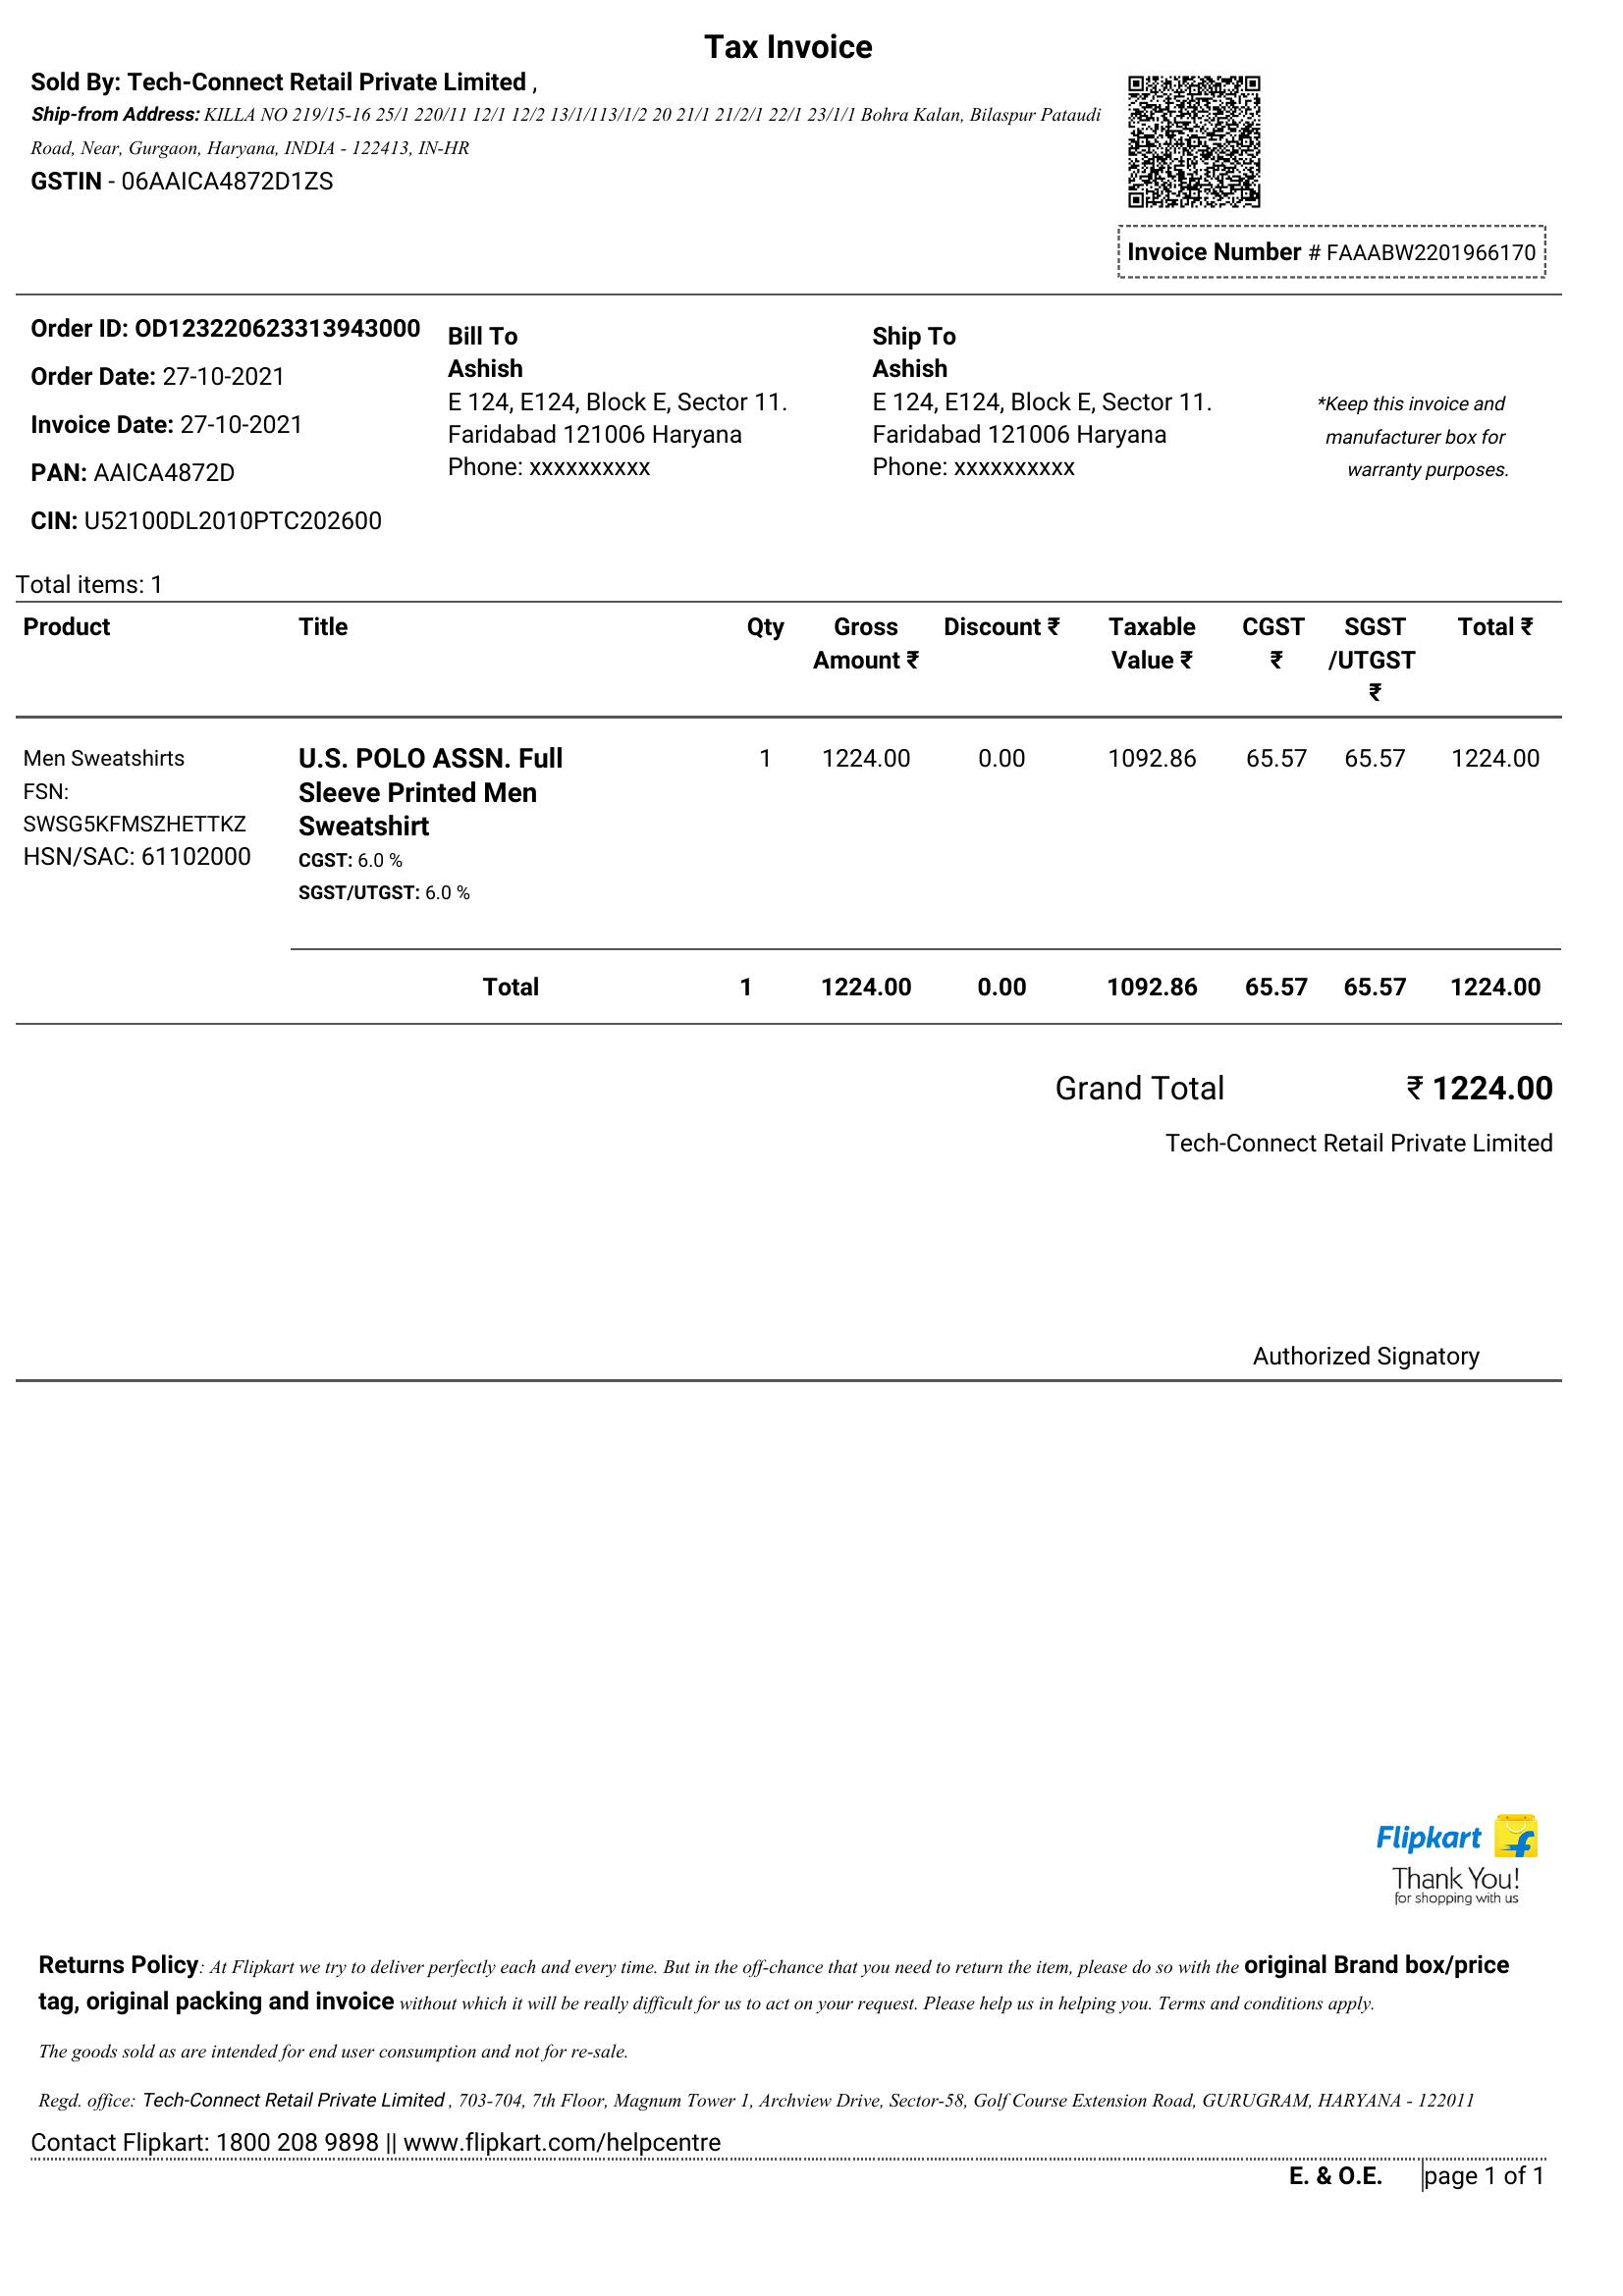 Tax Invoice
Sold By: Tech-Connect Retail Private Limited ,
Ship-from Address: KILLA NO 219/15-16 25/1 220/11 12/1 12/2 13/1/113/1/2 20 21/1 21/2/1 22/1 23/1/1 Bohra Kalan, Bilaspur Pataudi
Road, Near, Gurgaon, Haryana, INDIA - 122413, IN-HR
GSTIN - 06AAICA4872D1ZS
Invoice Number # FAAABW2201966170
Order ID: OD123220623313943000
Order Date: 27-10-2021
Invoice Date: 27-10-2021
PAN: AAICA4872D
CIN: U52100DL2010PTC202600
Bill To
Ashish
E 124, E124, Block E, Sector 11.
Faridabad 121006 Haryana
Phone: xxxxxxxxxx
Ship To
Ashish
E 124, E124, Block E, Sector 11.
Faridabad 121006 Haryana
Phone: xxxxxxxxxx
*Keep this invoice and
manufacturer box for
warranty purposes.
Total items: 1
Product Title Qty Gross Discount ₹ Taxable CGST SGST Total ₹
Amount ₹ Value ₹ ₹ /UTGST
₹
Men Sweatshirts U.S. POLO ASSN. Full 1 1224.00 0.00 1092.86 65.57 65.57 1224.00
FSN: Sleeve Printed Men
SWSG5KFMSZHETTKZ Sweatshirt
HSN/SAC: 61102000 CGST: 6.0 %
SGST/UTGST: 6.0 %
Total 1 1224.00 0.00 1092.86 65.57 65.57 1224.00
Grand Total ₹ 1224.00
Tech-Connect Retail Private Limited
Authorized Signatory
Flipkart
Thank You!
for shopping with us
Returns Policy: At Flipkart we try to deliver perfectly each and every time. But in the off-chance that you need to return the item, please do so with the original Brand box/price
tag, original packing and invoice without which it will be really difficult for us to act on your request. Please help us in helping you. Terms and conditions apply.
The goods sold as are intended for end user consumption and not for re-sale.
Regd. office: Tech-Connect Retail Private Limited , 703-704, 7th Floor, Magnum Tower 1, Archview Drive, Sector-58, Golf Course Extension Road, GURUGRAM, HARYANA - 122011
Contact Flipkart: 1800 208 9898 || www.flipkart.com/helpcentre
E. & O.E. page 1 of 1